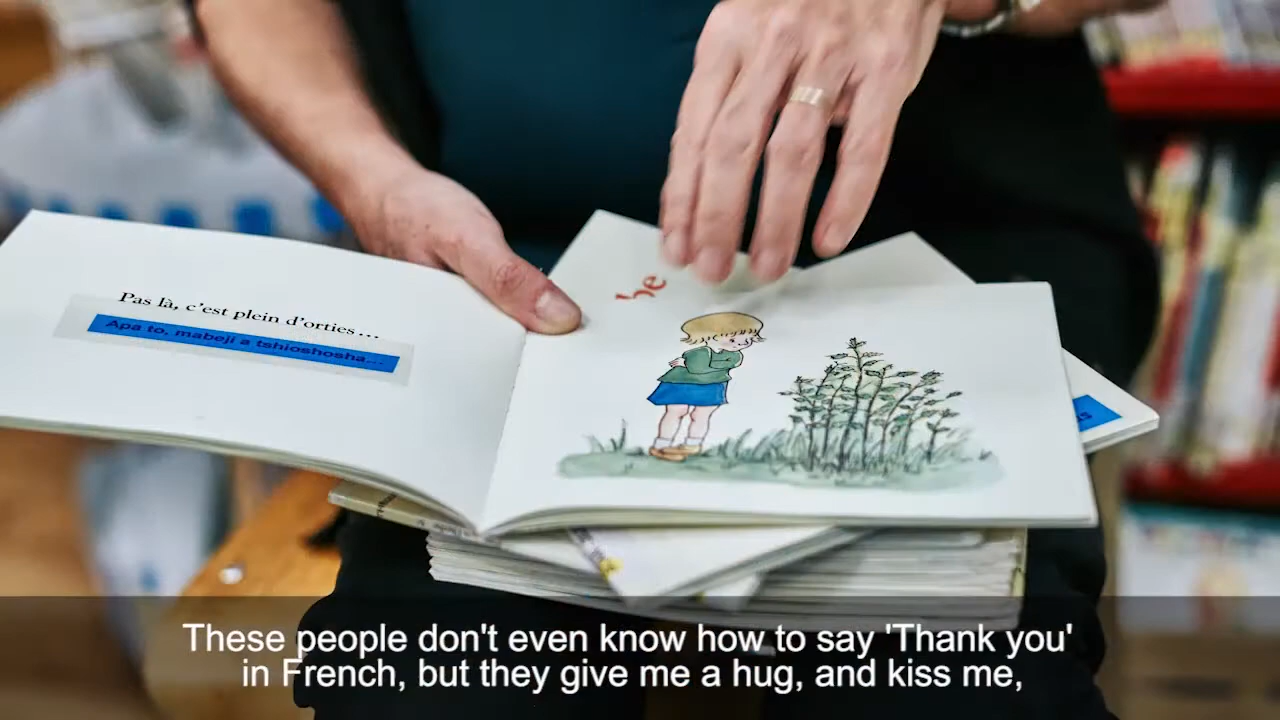 Pas là, c'est plein d'orties…
Apa to, mabeji a tshioshosha...
be
These people don't even know how to say 'Thank you'
in French, but they give me a hug, and kiss me,